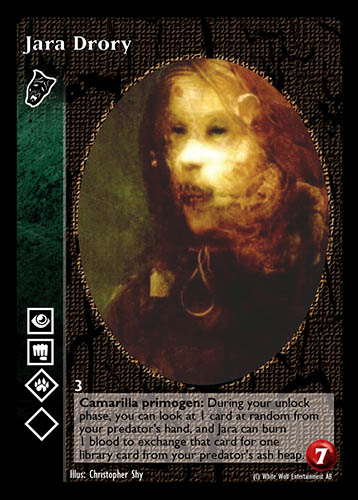 Jara Drory
3
Camarilla primogen: During your unlock
phase, you can look at 1 card at random from
your predator's hand, and Jara can burn
1 blood to exchange that card for one
library card from your predator's ash heap.
7
Illus: Christopher Shy
(C) White Wolf Entertainment AB